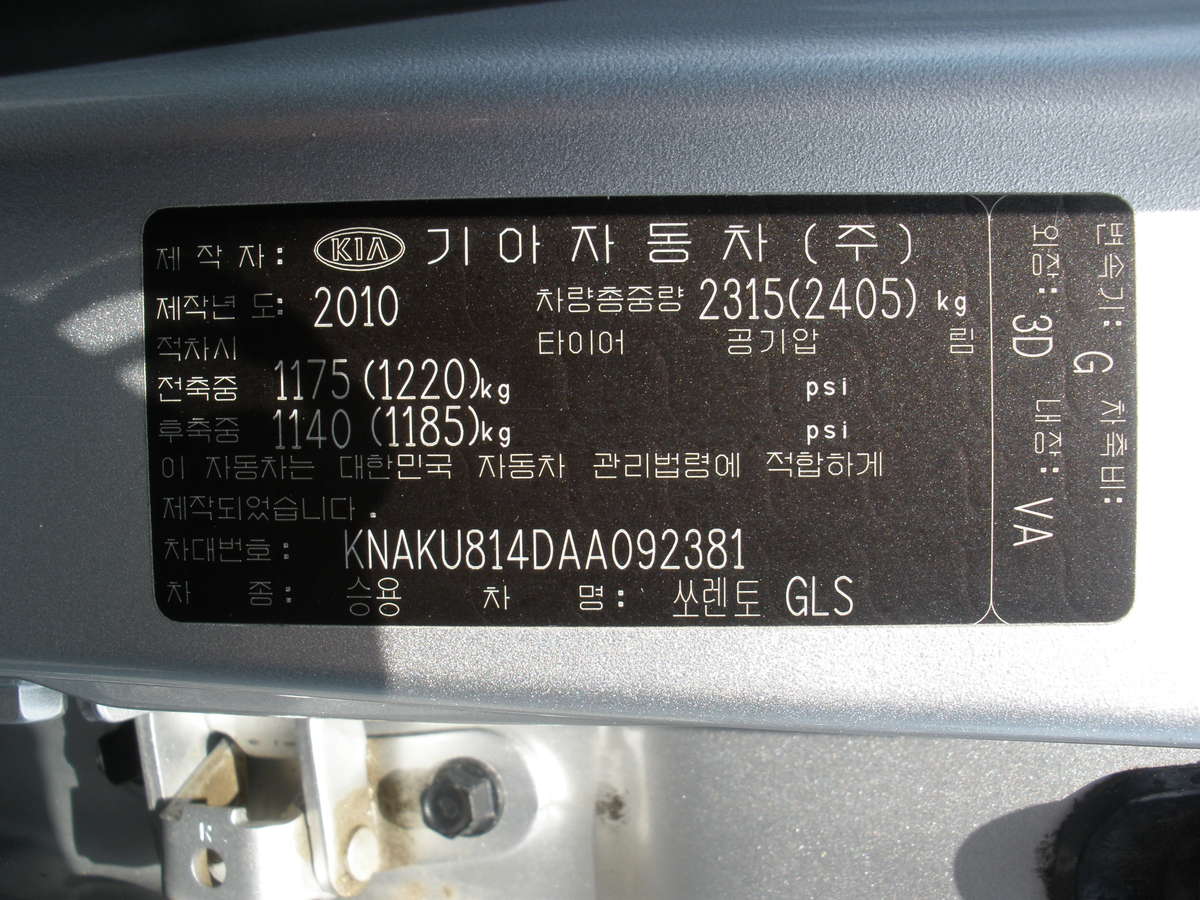 제 작 자 : KIA 기 아 자 동 차 ( 주 )
제작년 도: 2010 차량총중량 2315(2405) kg
적차시 타이어 공기압 림
전축중 1175 (1220)kg psi
후축중 1140 (1185)kg psi
이 자동차는 대한민국 자동차 관리법령에 적합하게
제작되었습니다 .
차대번호 : KNAKU814DAA092381
차 종 : 승용 차 명 : 쏘렌토 GLS
변속기: G 차축비:
외장: 3D 내장: VA